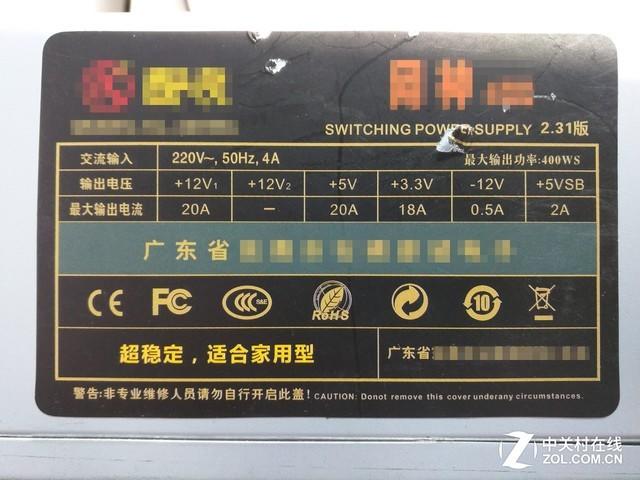 SWITCHING POWER SUPPLY 2.31版
交流输入 220V~, 50Hz, 4A 最大输出功率:400WS
输出电压 +12V1 +12V2 +5V +3.3V -12V +5VSB
最大输出电流 20A — 20A 18A 0.5A 2A
广东省
CE FC CCC S&E RoHS 10
超稳定，适合家用型 广东省
警告:非专业维修人员请勿自行开启此盖! CAUTION: Donot remove this cover underany circumstances.
Z 中关村在线
ZOL.COM.CN